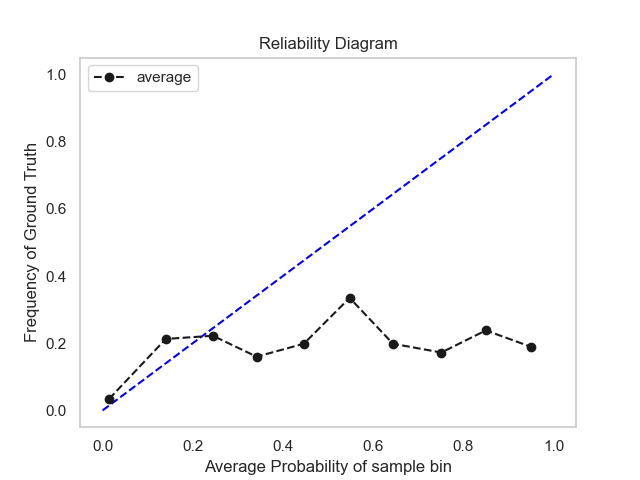 Reliability Diagram
average
1.0
0.8
0.6
0.4
0.2
0.0
Frequency of Ground Truth
0.0 0.2 0.4 0.6 0.8 1.0
Average Probability of sample bin